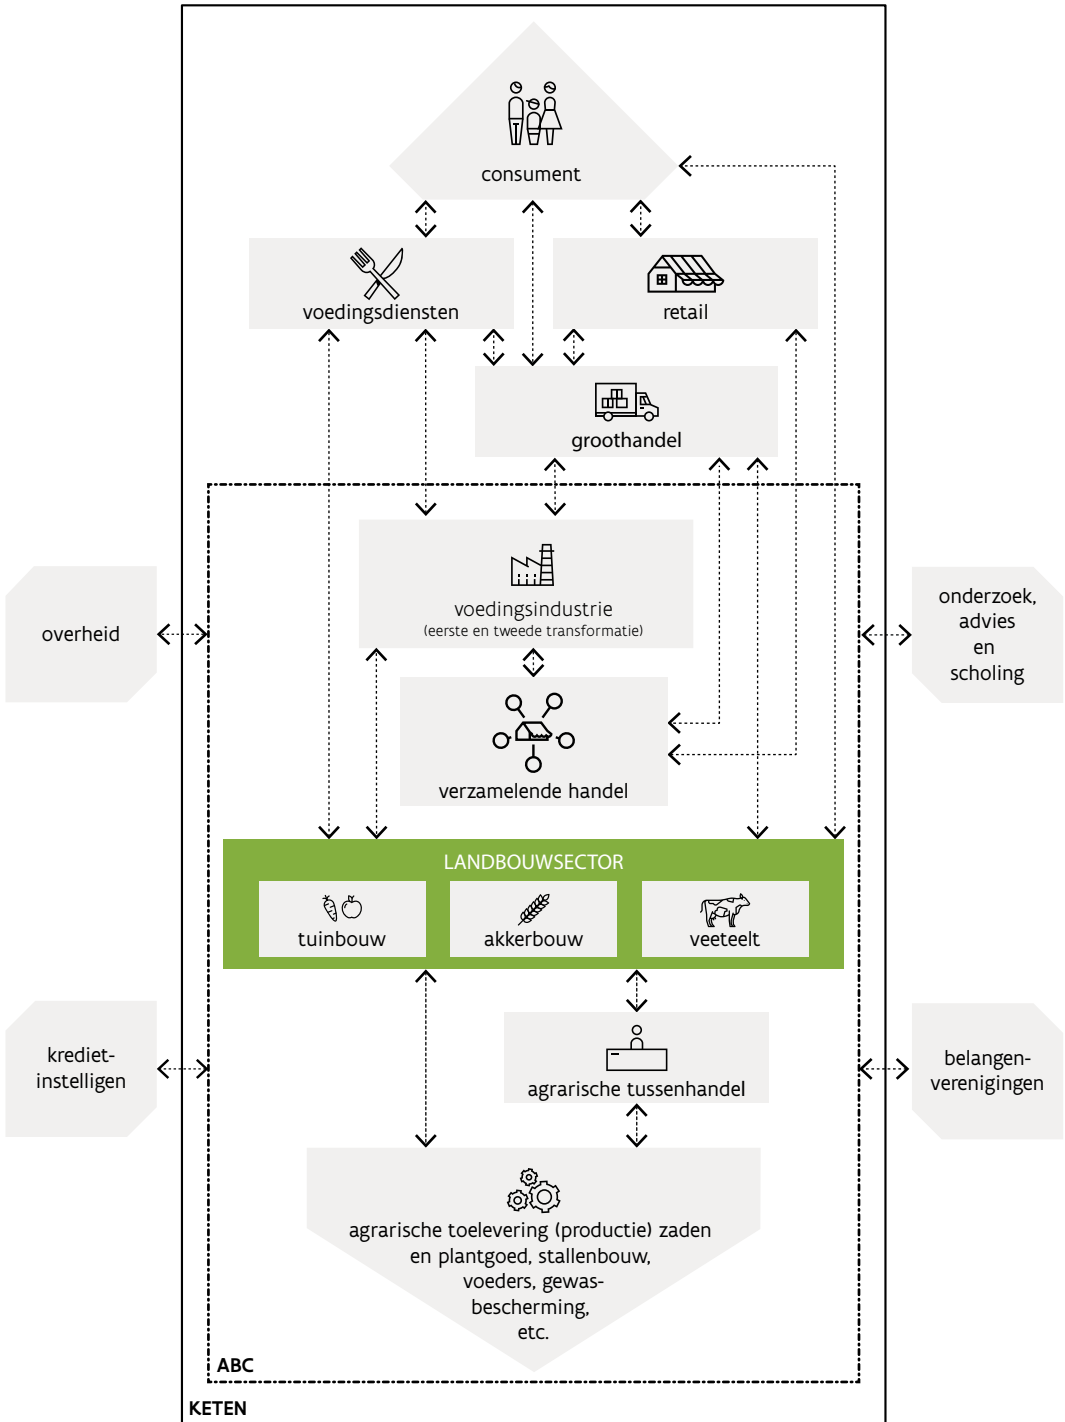 consument
voedingsdiensten
retail
groothandel
voedingsindustrie
(eerste en tweede transformatie)
overheid
onderzoek,
advies
en
scholing
verzamelende handel
LANDBOUWSECTOR
tuinbouw
akkerbouw
veeteelt
krediet-
instelligen
agrarische tussenhandel
belangen-
verenigingen
agrarische toelevering (productie) zaden
en plantgoed, stallenbouw,
voeders, gewas-
bescherming,
etc.
ABC
KETEN